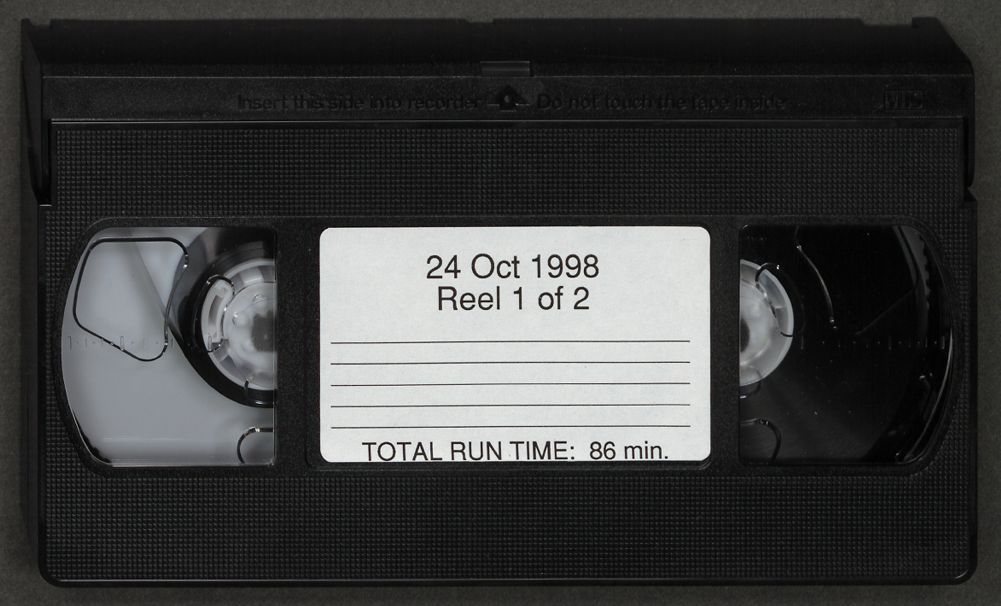 Insert this side into recorder Do not touch the tape inside
VHS
24 Oct 1998
Reel 1 of 2
TOTAL RUN TIME: 86 min.